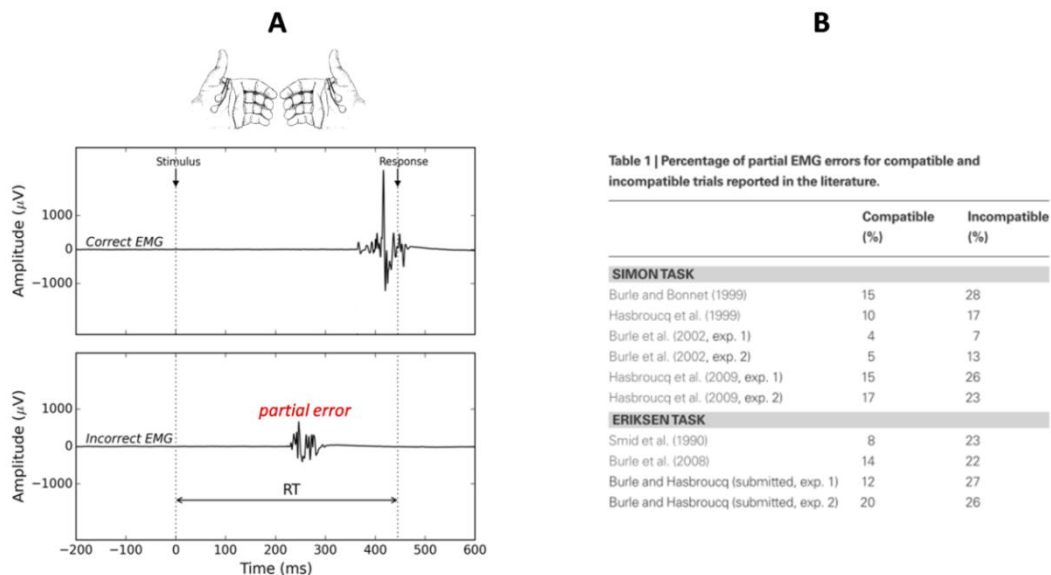 A
B
Stimulus
Response
Amplitude (µV)
1000
0
−1000
Correct EMG
Amplitude (µV)
1000
0
−1000
partial error
Incorrect EMG
RT
−200 −100 0 100 200 300 400 500 600
Time (ms)
Table 1 | Percentage of partial EMG errors for compatible and
incompatible trials reported in the literature.
Compatible Incompatible
(%) (%)
SIMON TASK
Burle and Bonnet (1999) 15 28
Hasbroucq et al. (1999) 10 17
Burle et al. (2002, exp. 1) 4 7
Burle et al. (2002, exp. 2) 5 13
Hasbroucq et al. (2009, exp. 1) 15 26
Hasbroucq et al. (2009, exp. 2) 17 23
ERIKSEN TASK
Smid et al. (1990) 8 23
Burle et al. (2008) 14 22
Burle and Hasbroucq (submitted, exp. 1) 12 27
Burle and Hasbroucq (submitted, exp. 2) 20 26